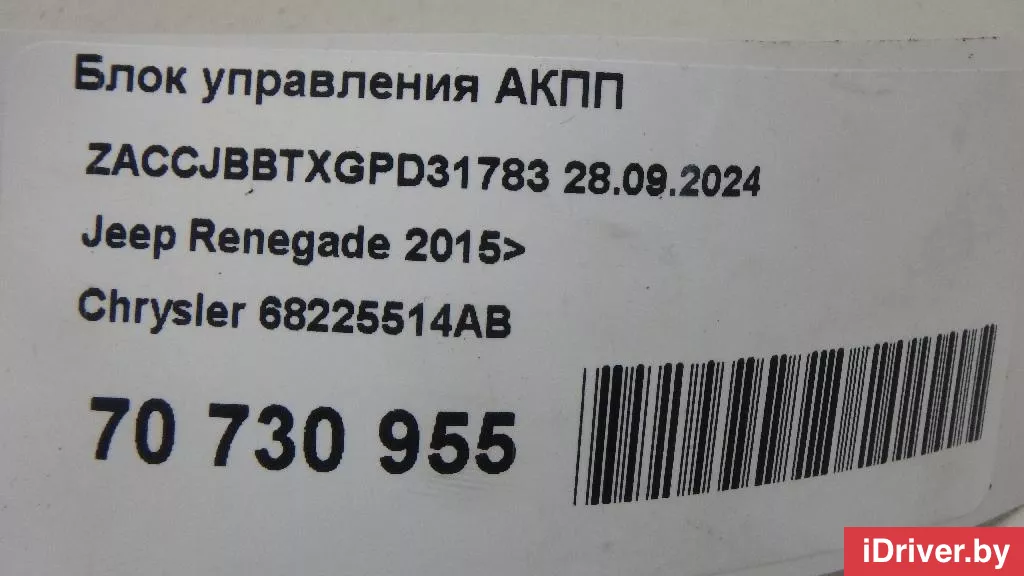 Блок управления АКПП
ZACCJBBTXGPD31783 28.09.2024
Jeep Renegade 2015>
Chrysler 68225514AB
70 730 955
iDriver.by